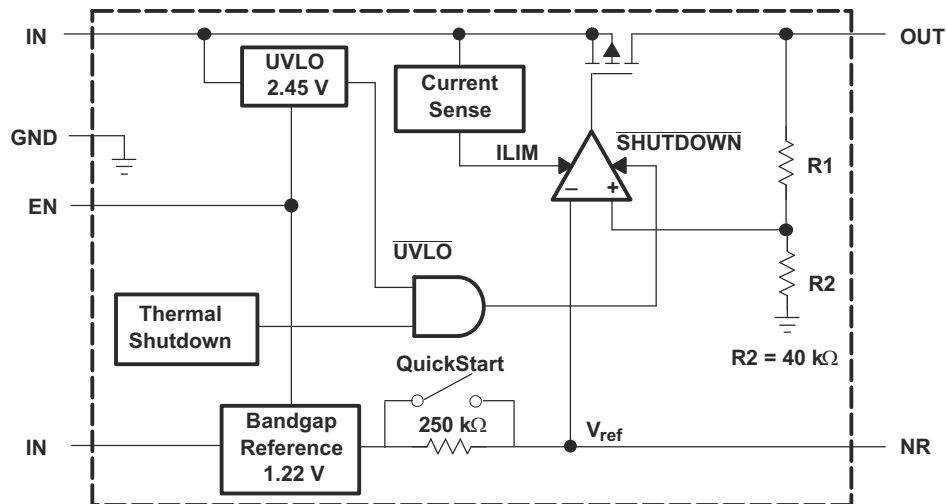 IN
OUT
UVLO
2.45 V
Current
Sense
GND
SHUTDOWN
ILIM
R1
EN
– +
UVLO
R2
Thermal
Shutdown
R2 = 40 kΩ
QuickStart
250 kΩ
Bandgap
Reference
1.22 V
IN
Vref
NR